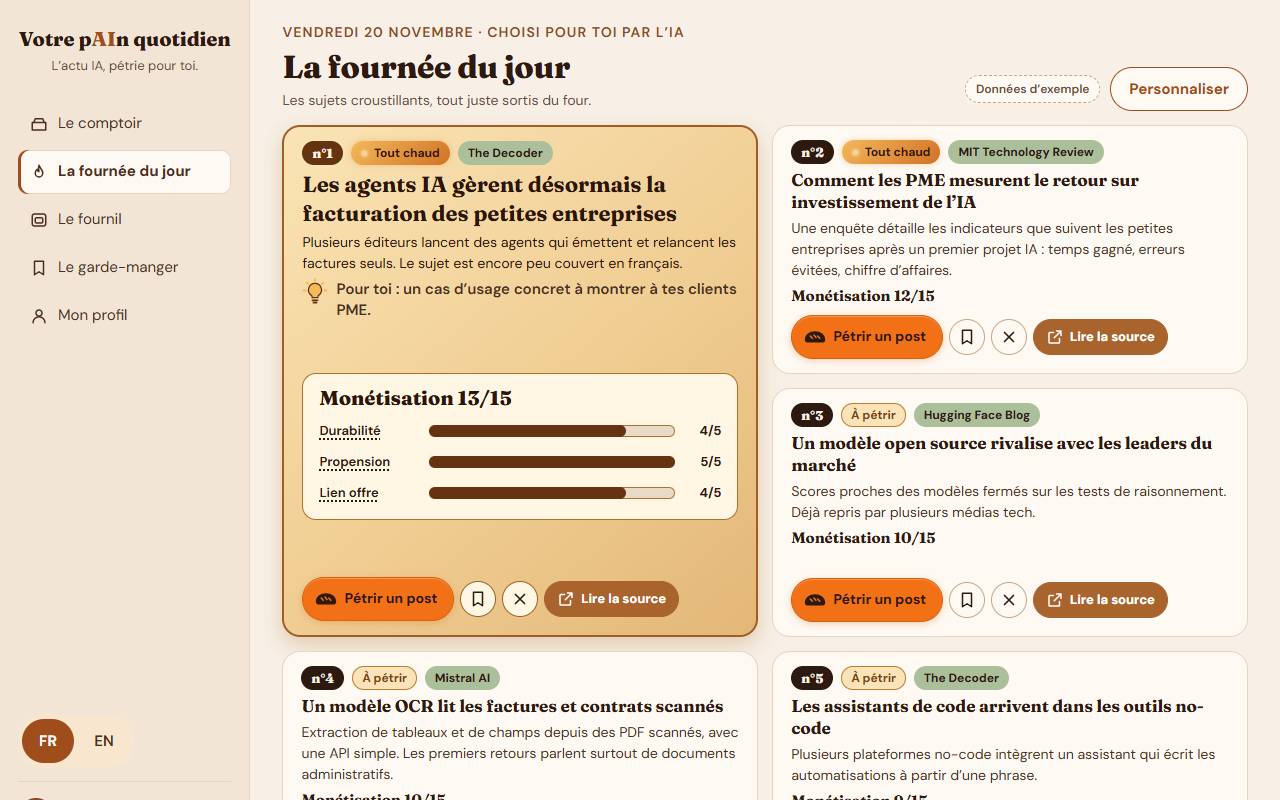 Votre pAIn quotidien
L'actu IA, pétrie pour toi.
Le comptoir
La fournée du jour
Le fournil
Le garde-manger
Mon profil
FR
EN
VENDREDI 20 NOVEMBRE · CHOISI POUR TOI PAR L'IA
La fournée du jour
Les sujets croustillants, tout juste sortis du four.
Données d'exemple
Personnaliser
n°1
Tout chaud
The Decoder
Les agents IA gèrent désormais la
facturation des petites entreprises
Plusieurs éditeurs lancent des agents qui émettent et relancent les
factures seuls. Le sujet est encore peu couvert en français.
Pour toi : un cas d'usage concret à montrer à tes clients
PME.
Monétisation 13/15
Durabilité 4/5
Propension 5/5
Lien offre 4/5
Pétrir un post
Lire la source
n°2
Tout chaud
MIT Technology Review
Comment les PME mesurent le retour sur
investissement de l'IA
Une enquête détaille les indicateurs que suivent les petites
entreprises après un premier projet IA : temps gagné, erreurs
évitées, chiffre d'affaires.
Monétisation 12/15
Pétrir un post
Lire la source
n°3
À pétrir
Hugging Face Blog
Un modèle open source rivalise avec les leaders du
marché
Scores proches des modèles fermés sur les tests de raisonnement.
Déjà repris par plusieurs médias tech.
Monétisation 10/15
Pétrir un post
Lire la source
n°4
À pétrir
Mistral AI
Un modèle OCR lit les factures et contrats scannés
Extraction de tableaux et de champs depuis des PDF scannés, avec
une API simple. Les premiers retours parlent surtout de documents
administratifs.
Monétisation 10/15
n°5
À pétrir
The Decoder
Les assistants de code arrivent dans les outils no-
code
Plusieurs plateformes no-code intègrent un assistant qui écrit les
automatisations à partir d'une phrase.
Monétisation 9/15